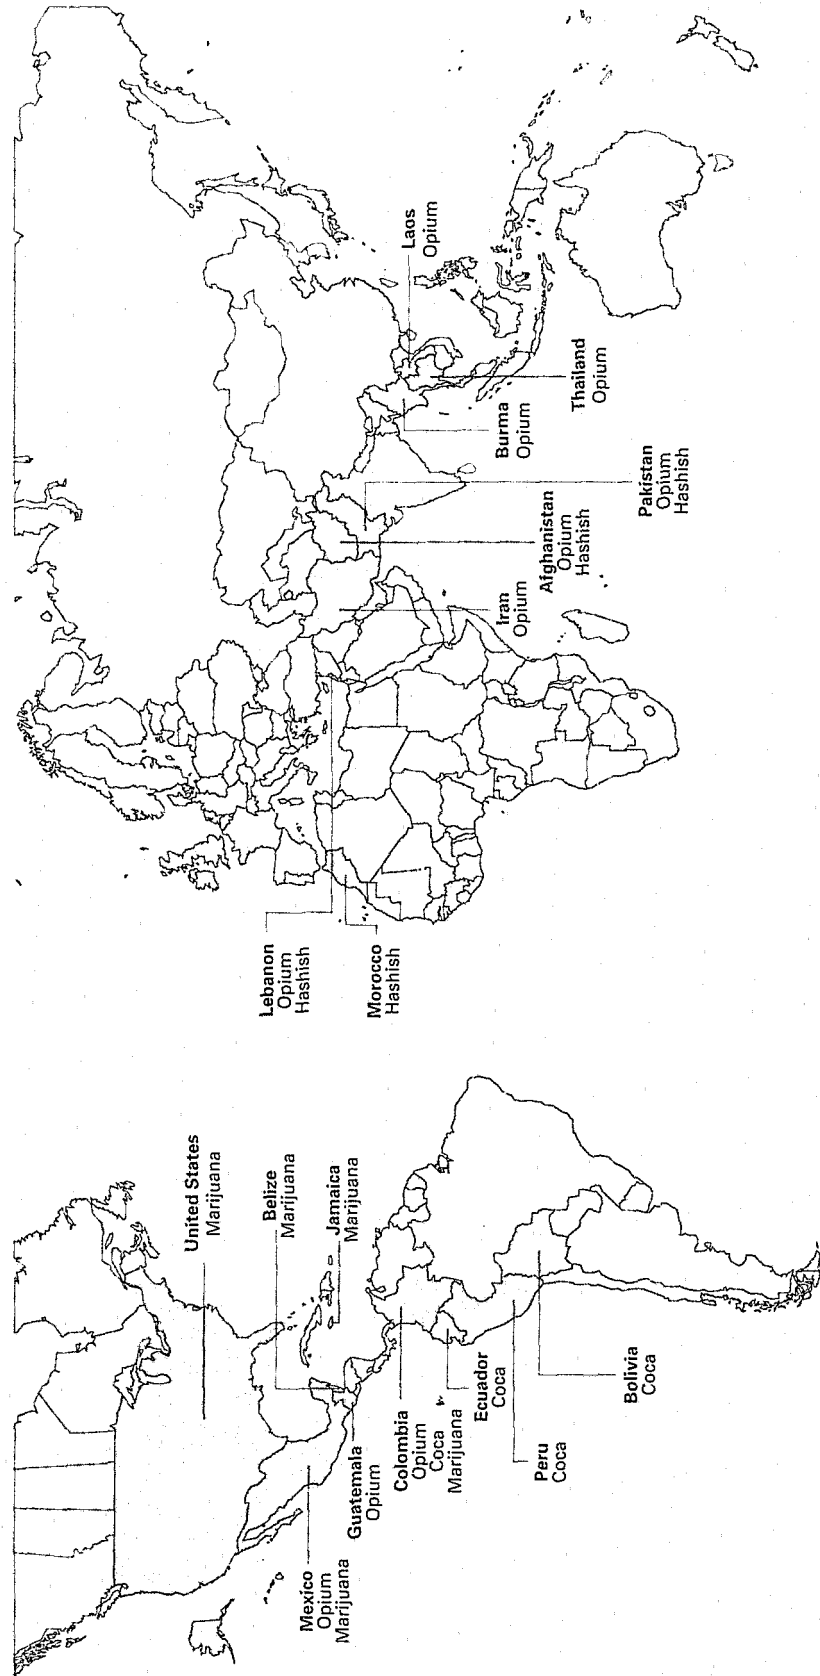 United States
Marijuana
Belize
Marijuana
Jamaica
Marijuana
Mexico
Opium
Marijuana
Guatemala
Opium
Colombia
Opium
Coca
Marijuana
Ecuador
Coca
Peru
Coca
Bolivia
Coca
Lebanon
Opium
Hashish
Morocco
Hashish
Iran
Opium
Afghanistan
Opium
Hashish
Pakistan
Opium
Hashish
Burma
Opium
Thailand
Opium
Laos
Opium